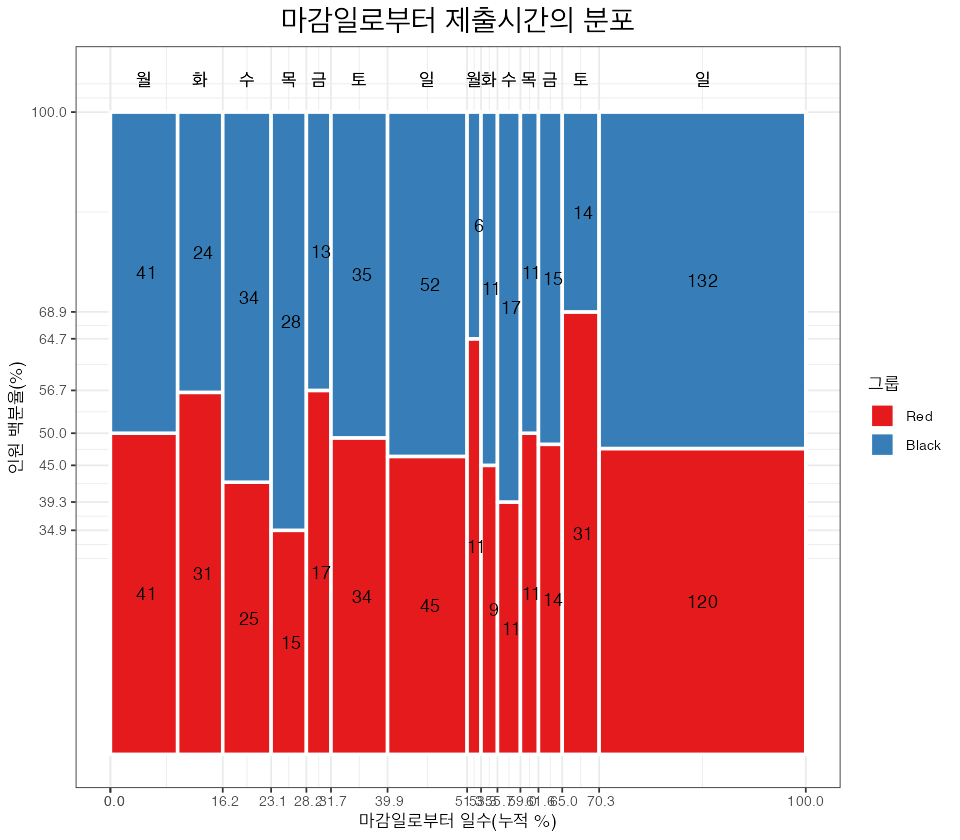 마감일로부터 제출시간의 분포
월 화 수 목 금 토 일 월 화 수 목 금 토 일
100.0
68.9
64.7
56.7
50.0
45.0
39.3
34.9
인원 백분율(%)
41 24 34 28 13 35 52 6 11 17 11 15 14 132
41 31 25 15 17 34 45 11 9 11 11 14 31 120
0.0 16.2 23.1 28.2 31.7 39.9 65.0 70.3 100.0
마감일로부터 일수(누적 %)
그룹
Red
Black